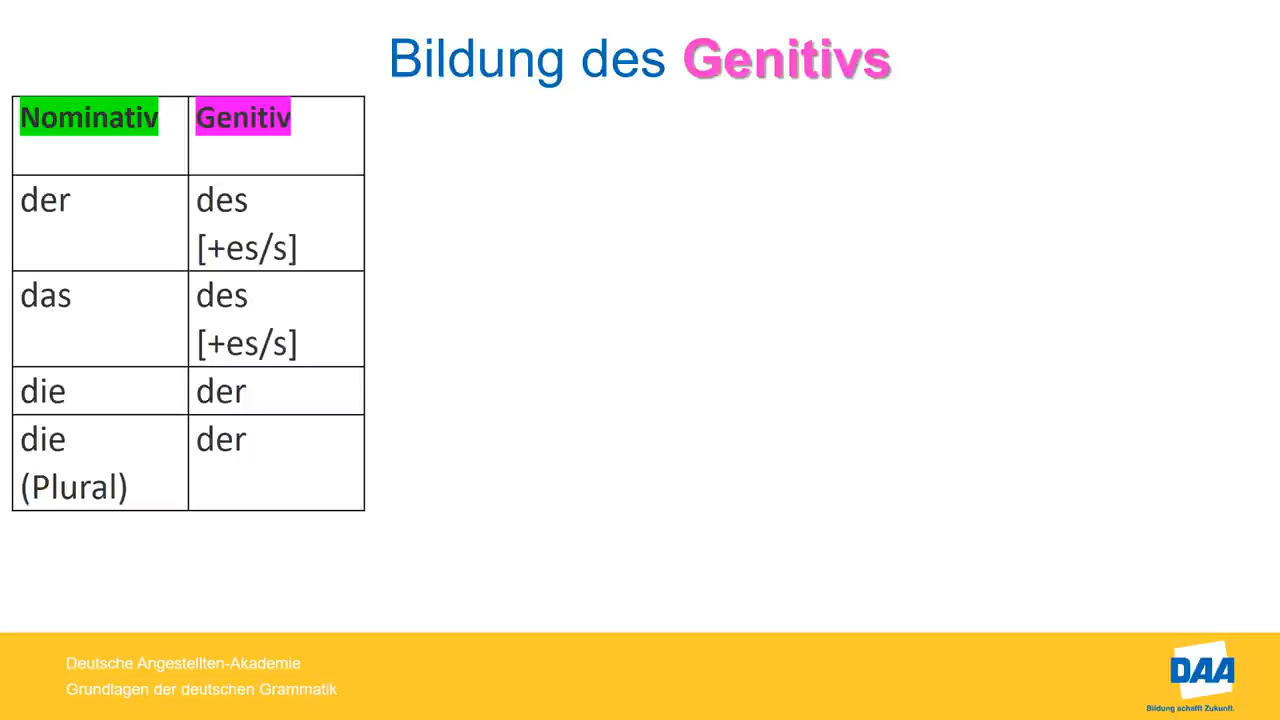 Bildung des Genitivs
Nominativ Genitiv
der des
[+es/s]
das des
[+es/s]
die der
die der
(Plural)
Deutsche Angestellten-Akademie
Grundlagen der deutschen Grammatik
DAA
Bildung schafft Zukunft.